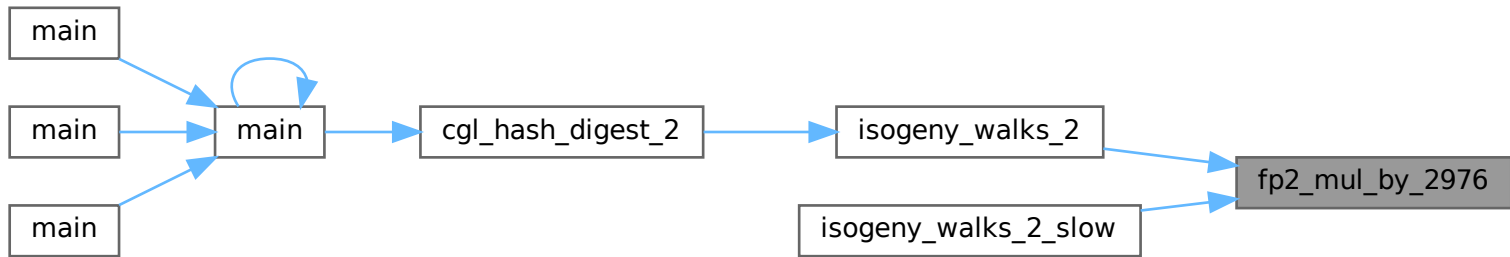 main
main
main
main
cgl_hash_digest_2
isogeny_walks_2
isogeny_walks_2_slow
fp2_mul_by_2976